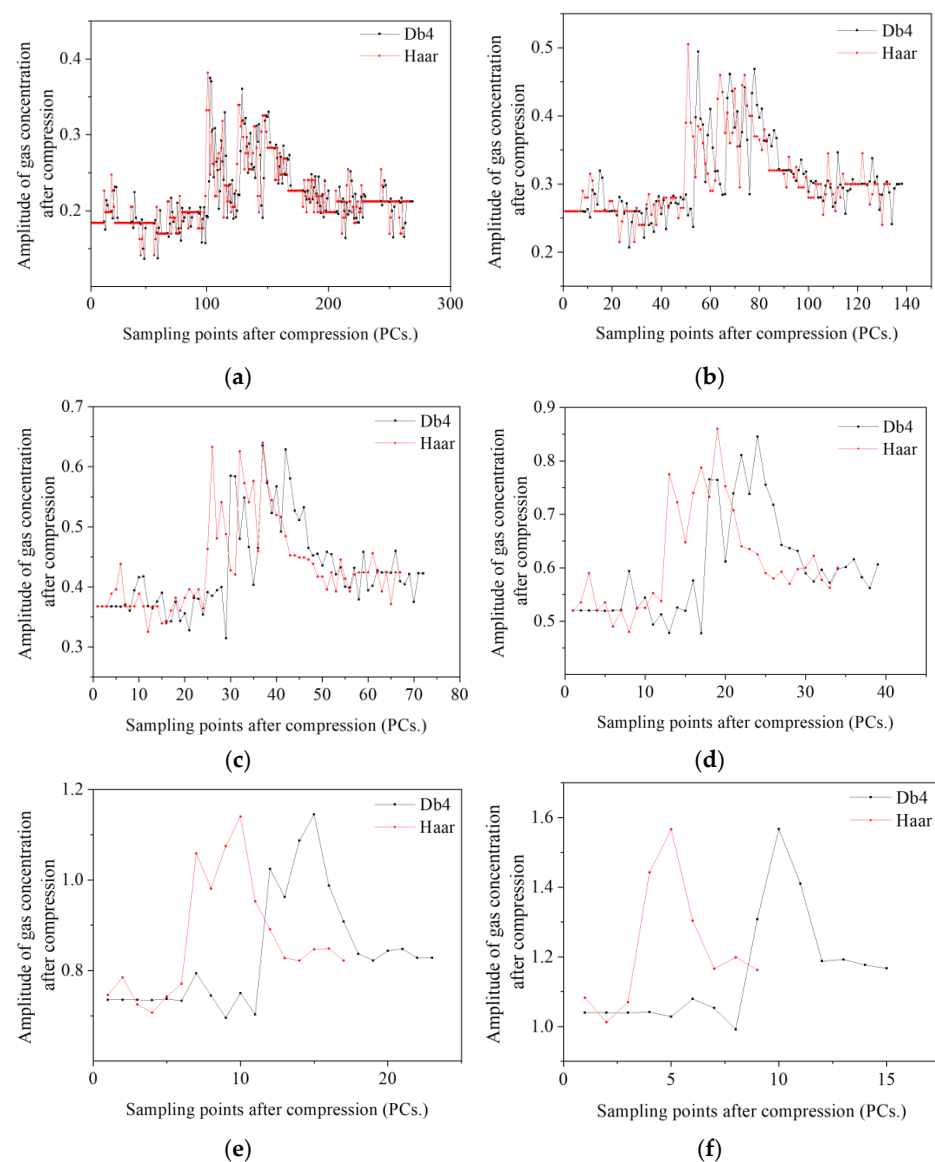 Amplitude of gas concentration
after compression
0.4
0.3
0.2
Db4
Haar
0
100
200
300
Sampling points after compression (PCs.)
(a)
Amplitude of gas concentration
after compression
0.5
0.4
0.3
0.2
Db4
Haar
0
20
40
60
80
100
120
140
Sampling points after compression (PCs.)
(b)
Amplitude of gas concentration
after compression
0.7
0.6
0.5
0.4
0.3
Db4
Haar
0
10
20
30
40
50
60
70
80
Sampling points after compression (PCs.)
(c)
Amplitude of gas concentration
after compression
0.9
0.8
0.7
0.6
0.5
Db4
Haar
0
10
20
30
40
Sampling points after compression (PCs.)
(d)
Amplitude of gas concentration
after compression
1.2
1.0
0.8
Db4
Haar
0
10
20
Sampling points after compression (PCs.)
(e)
Amplitude of gas concentration
after compression
1.6
1.4
1.2
1.0
Db4
Haar
0
5
10
15
Sampling points after compression (PCs.)
(f)